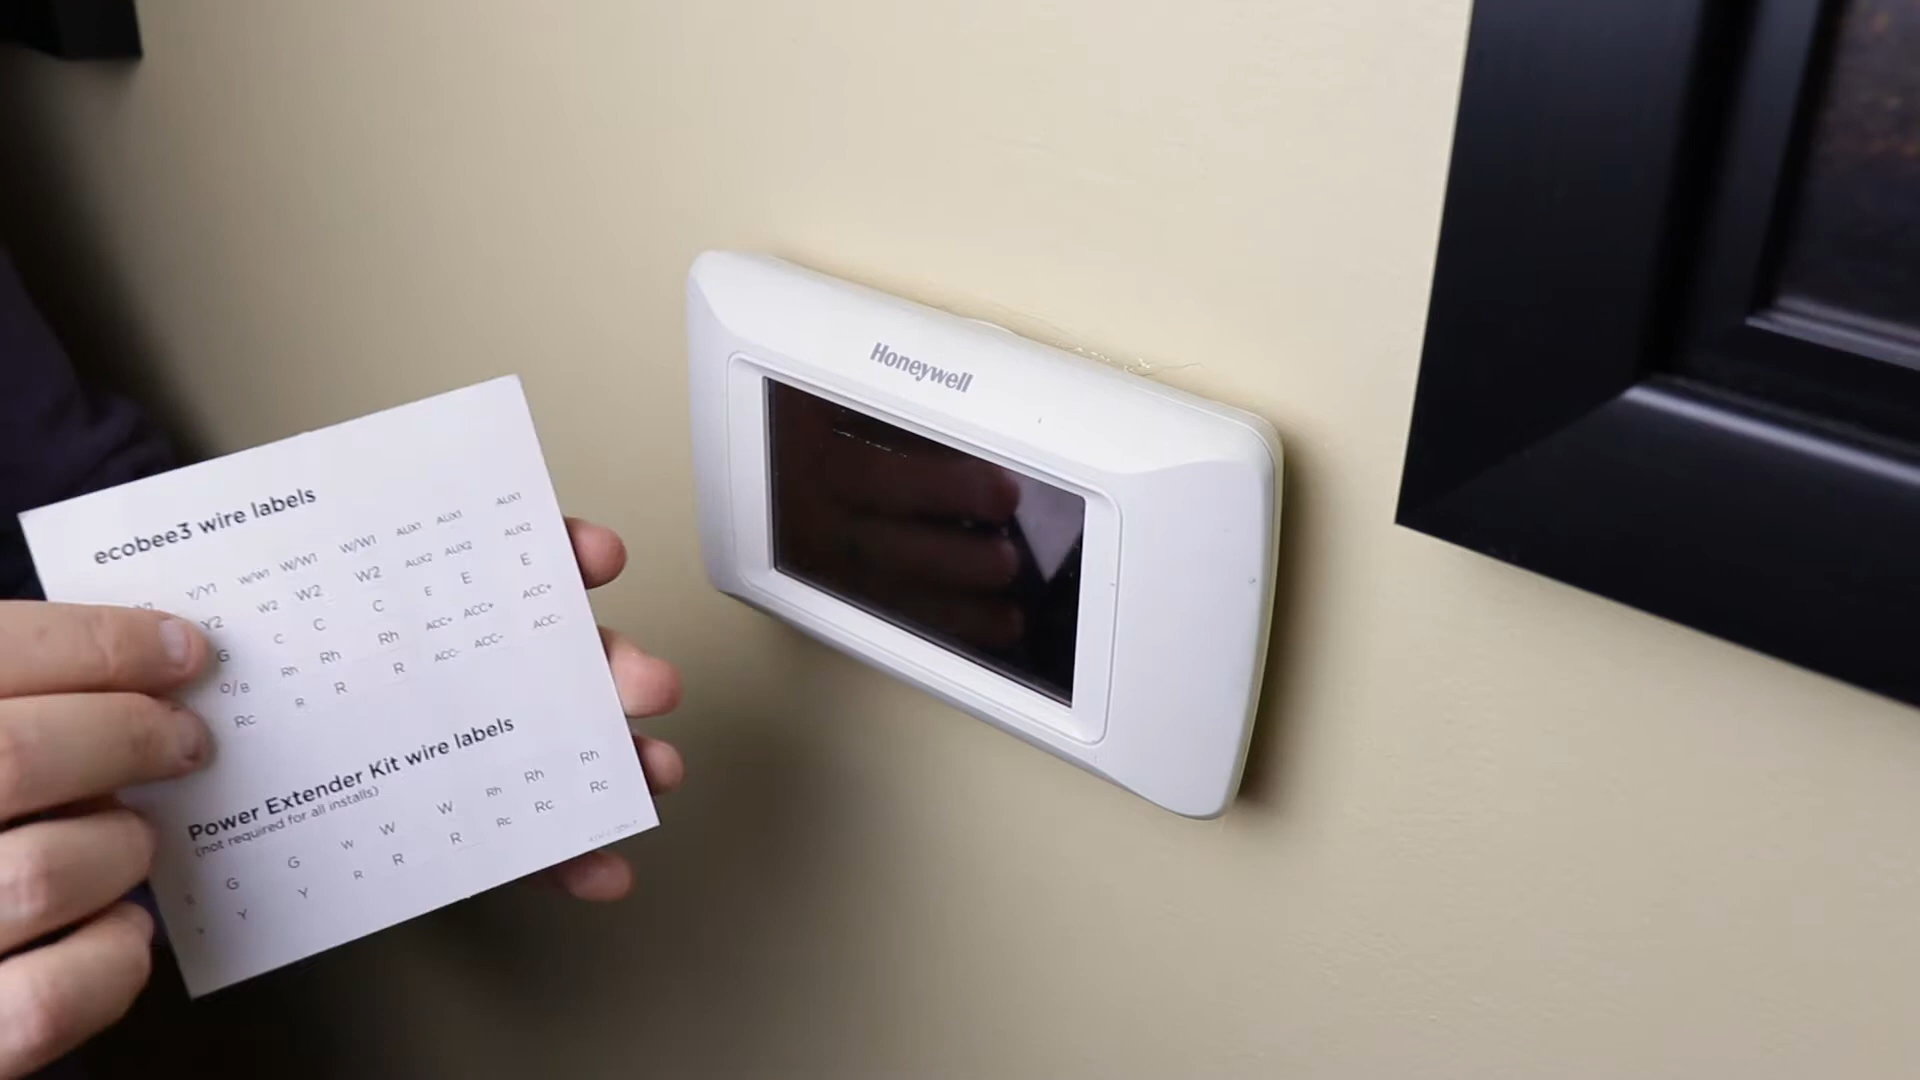 Honeywell
ecobee3 wire labels
Y/Y1 W/W1 W/W1 W/W1 AUX1 AUX1 AUX1
Y2 W2 W2 W2 AUX2 AUX2 AUX2
G C C C E E E
O/B Rh Rh Rh ACC+ ACC+ ACC+
Rc R R R ACC- ACC- ACC-
Power Extender Kit wire labels
(not required for all installs)
G G W W W Rh Rh Rh
Y Y R R R Rc Rc Rc